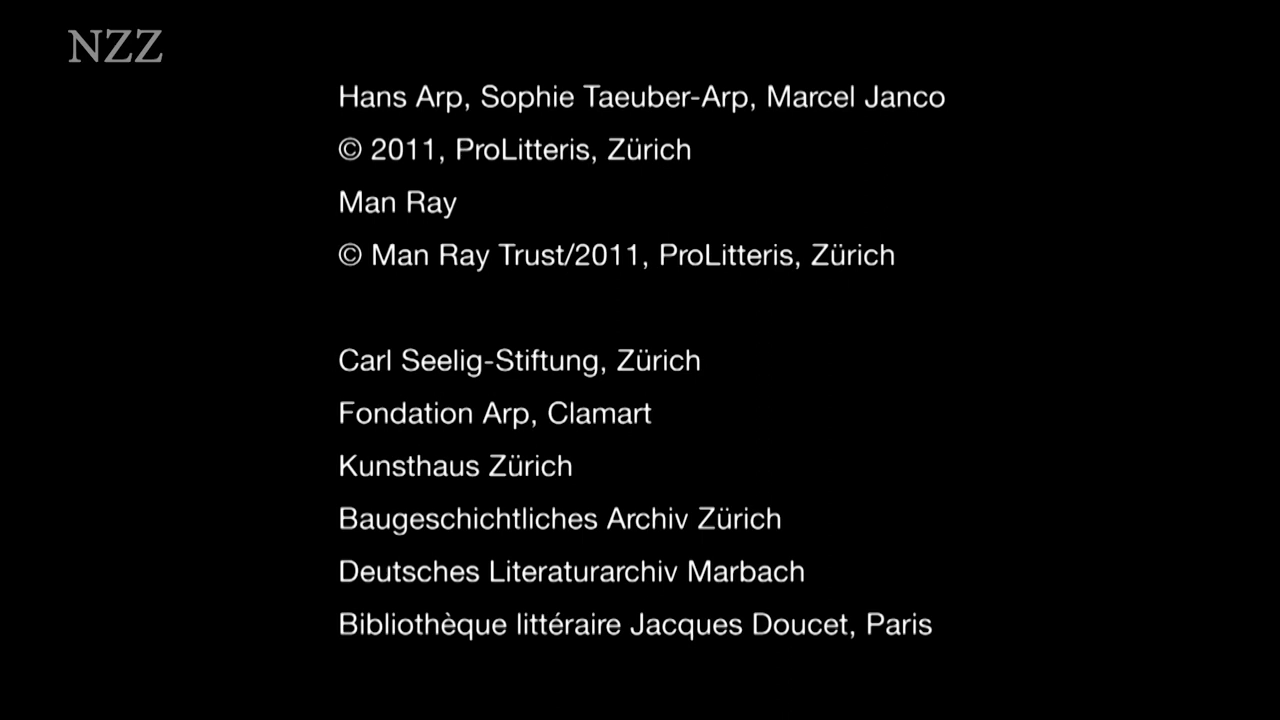 NZZ
Hans Arp, Sophie Taeuber-Arp, Marcel Janco
© 2011, ProLitteris, Zürich
Man Ray
© Man Ray Trust/2011, ProLitteris, Zürich
Carl Seelig-Stiftung, Zürich
Fondation Arp, Clamart
Kunsthaus Zürich
Baugeschichtliches Archiv Zürich
Deutsches Literaturarchiv Marbach
Bibliothèque littéraire Jacques Doucet, Paris